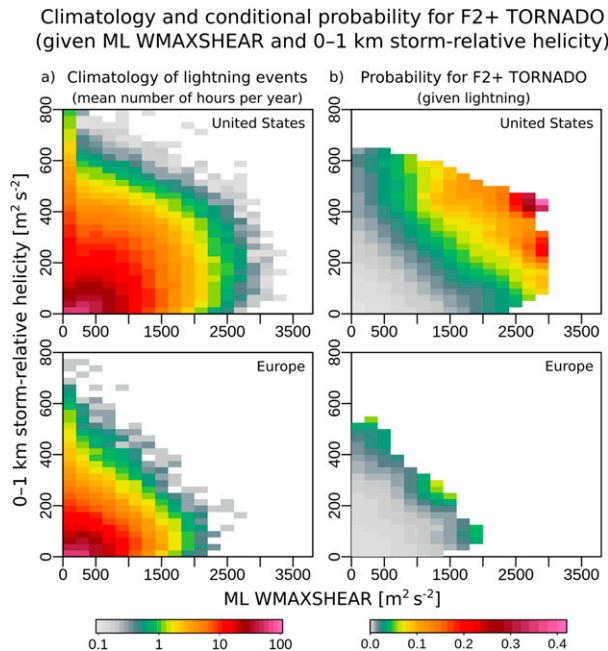 Climatology and conditional probability for F2+ TORNADO
(given ML WMAXSHEAR and 0–1 km storm-relative helicity)
a) Climatology of lightning events
(mean number of hours per year)
b) Probability for F2+ TORNADO
(given lightning)
0–1 km storm-relative helicity [m² s⁻²]
800
600
400
200
0
United States
0 500 1500 2500 3500
United States
0 500 1500 2500 3500
800
600
400
200
0
Europe
0 500 1500 2500 3500
Europe
0 500 1500 2500 3500
ML WMAXSHEAR [m² s⁻²]
0.1 1 10 100
0.0 0.1 0.2 0.3 0.4